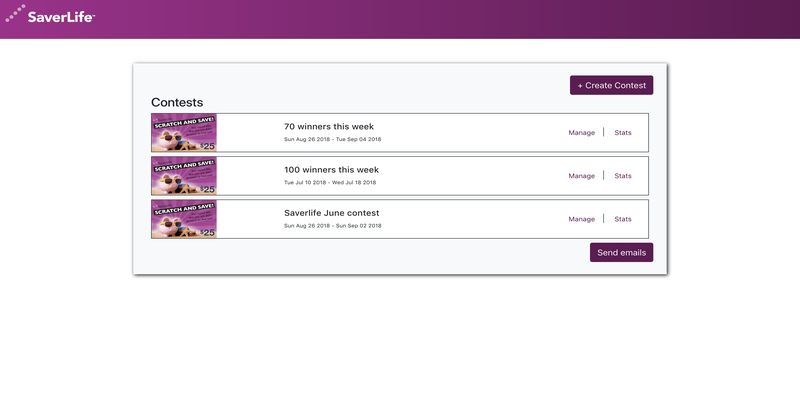 SaverLife™
+ Create Contest
Contests
SCRATCH AND SAVE!
$25
70 winners this week
Sun Aug 26 2018 - Tue Sep 04 2018
Manage | Stats
SCRATCH AND SAVE!
$25
100 winners this week
Tue Jul 10 2018 - Wed Jul 18 2018
Manage | Stats
SCRATCH AND SAVE!
$25
Saverlife June contest
Sun Aug 26 2018 - Sun Sep 02 2018
Manage | Stats
Send emails